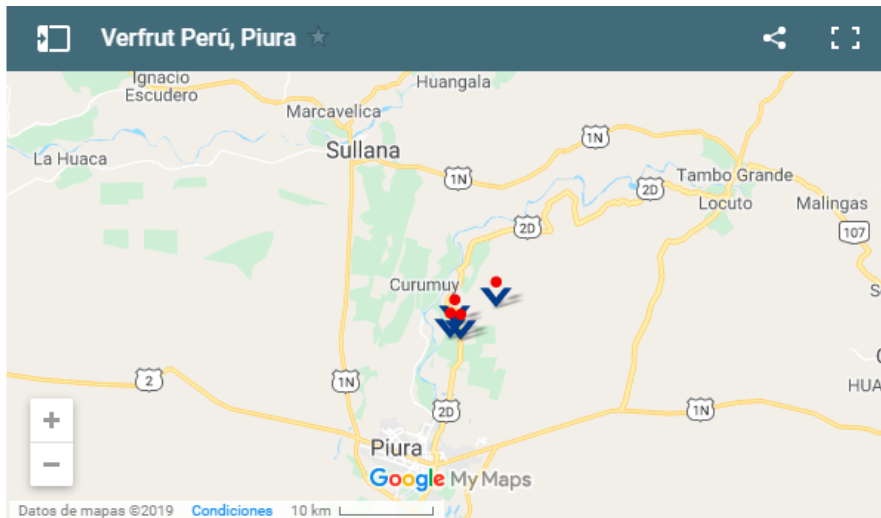 Verfrut Perú, Piura
Ignacio
Escudero
Huangala
Marcavelica
Sullana
La Huaca
1N
1N
2D
Tambo Grande
Locuto
Malingas
2D
107
Curumuy
2
1N
2D
1N
HUA
Piura
Google My Maps
Datos de mapas ©2019 Condiciones 10 km